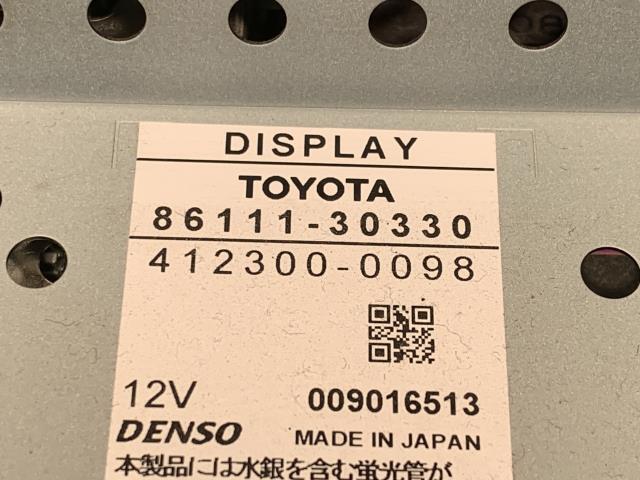 DISPLAY
TOYOTA
86111-30330
412300-0098
12V
009016513
DENSO
MADE IN JAPAN
本製品には水銀を含む蛍光管が